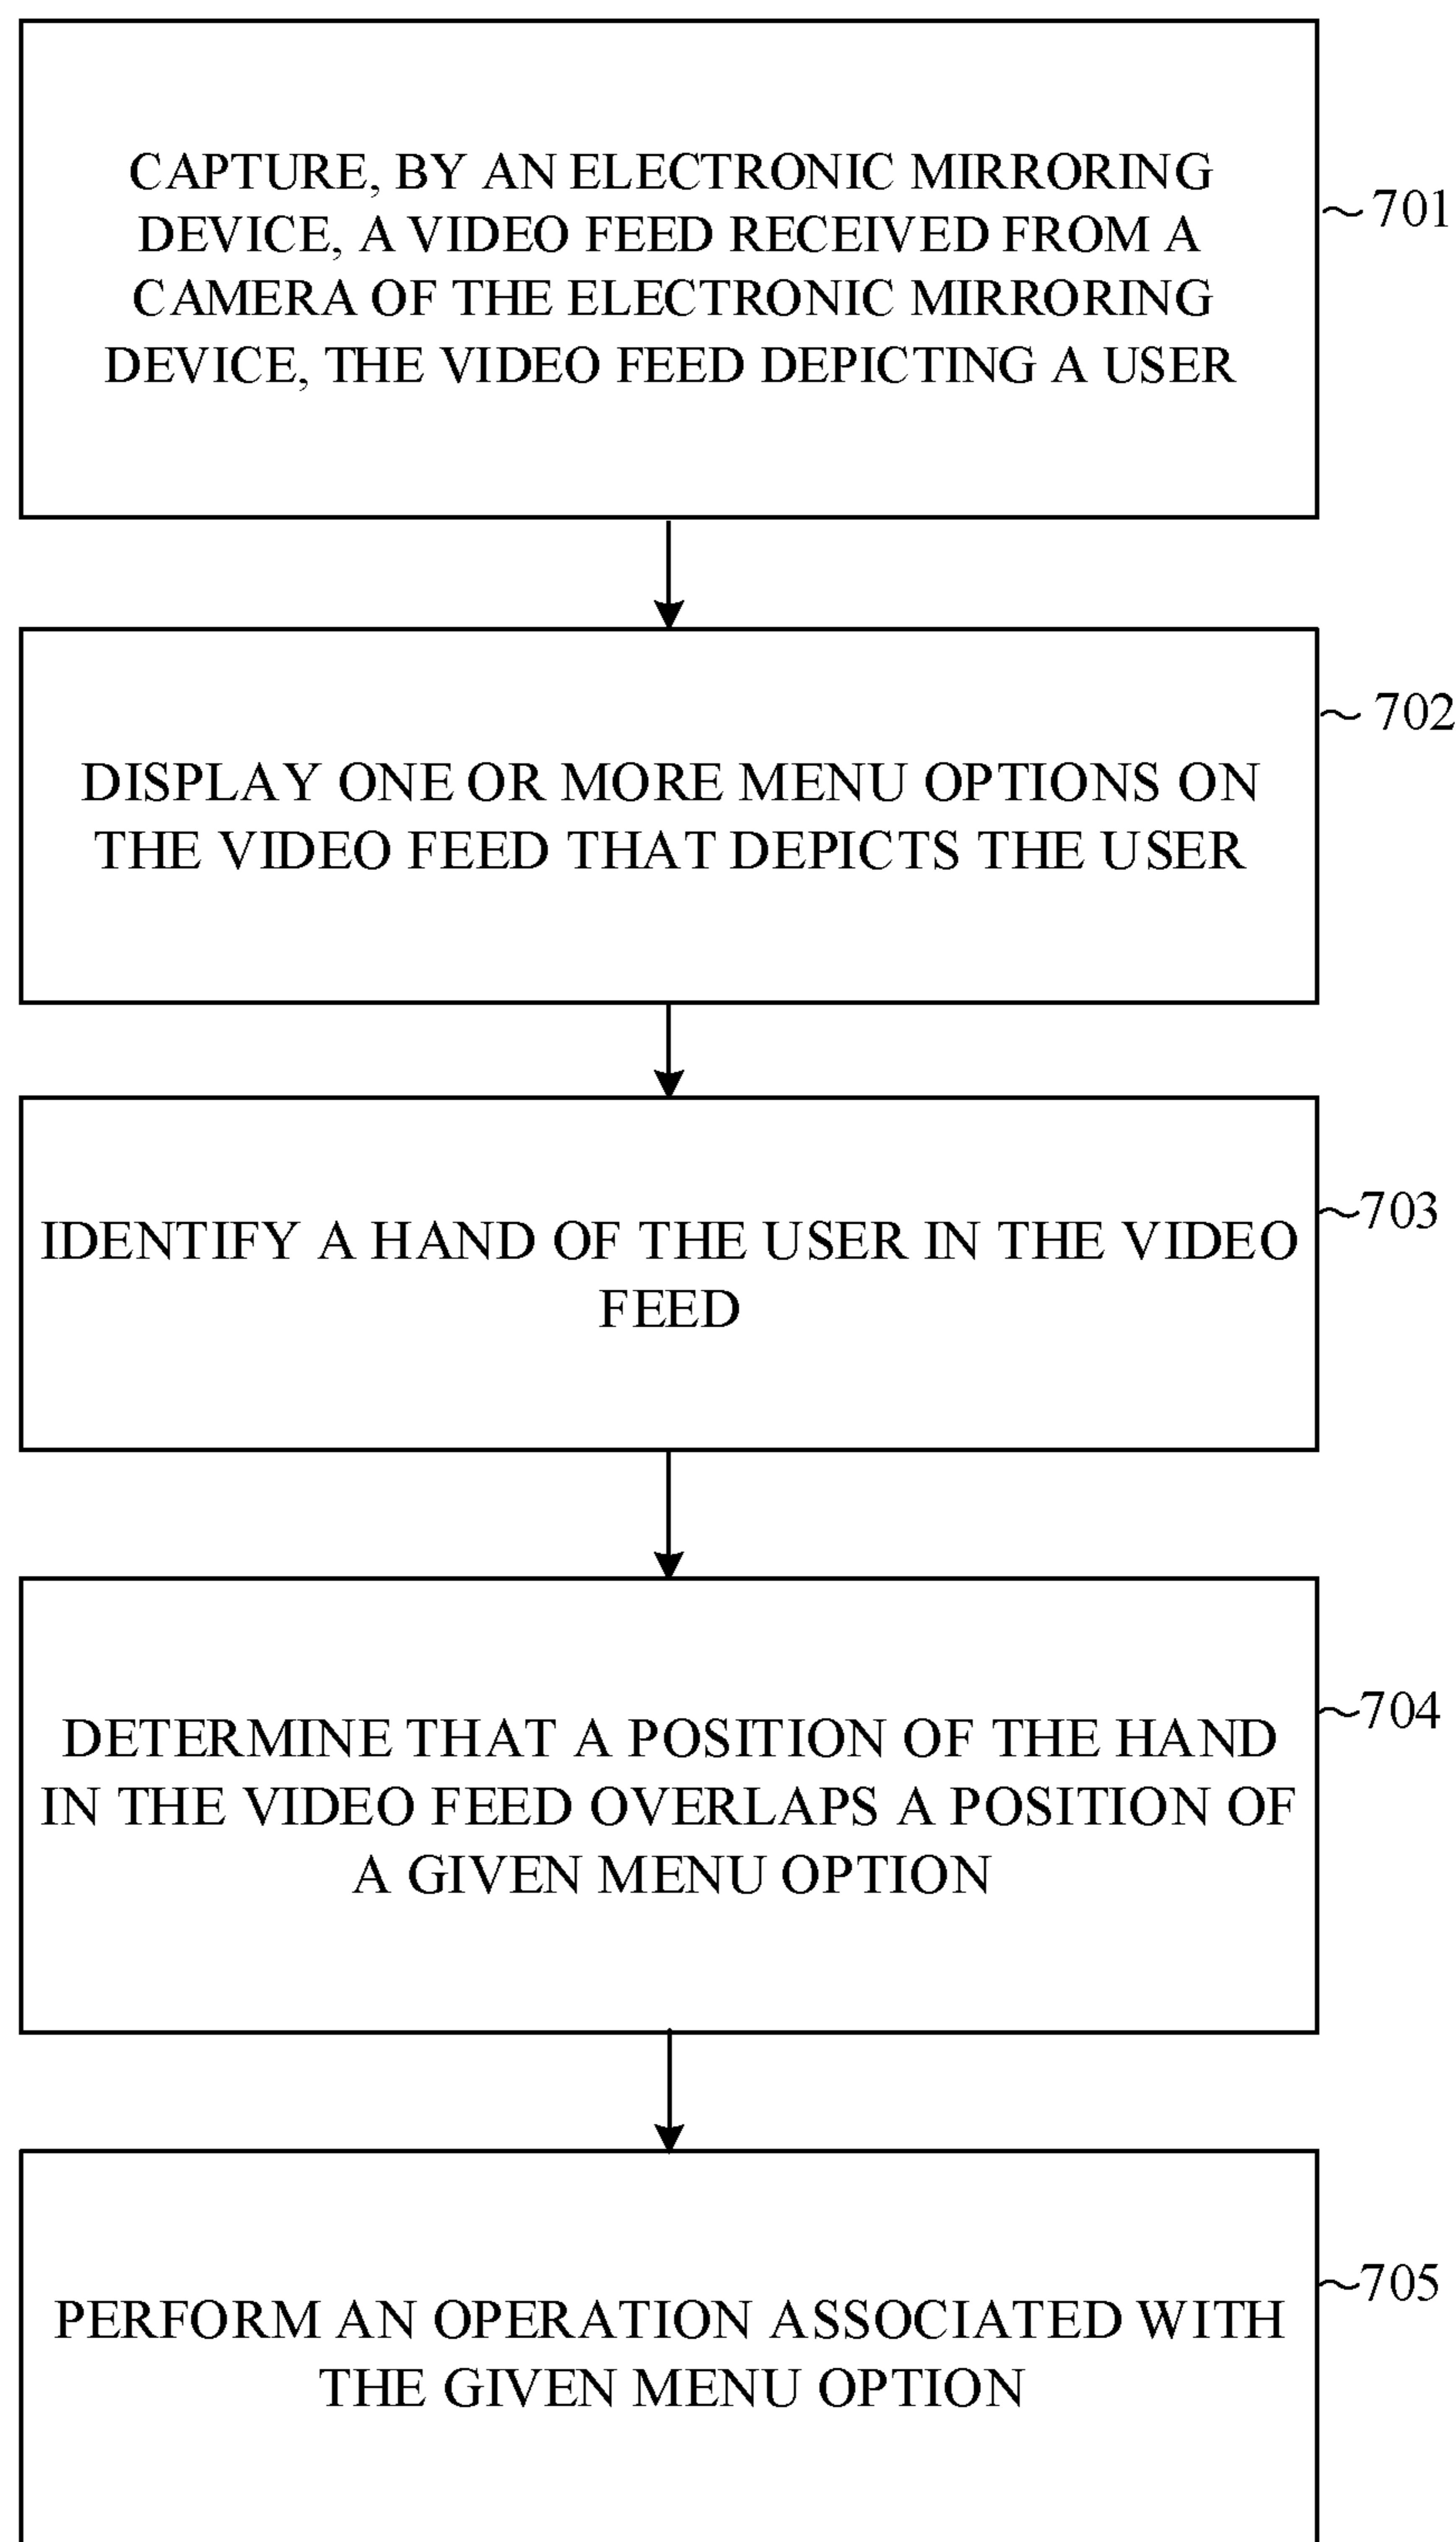 CAPTURE, BY AN ELECTRONIC MIRRORING
DEVICE, A VIDEO FEED RECEIVED FROM A
CAMERA OF THE ELECTRONIC MIRRORING
DEVICE, THE VIDEO FEED DEPICTING A USER
701
DISPLAY ONE OR MORE MENU OPTIONS ON
THE VIDEO FEED THAT DEPICTS THE USER
702
IDENTIFY A HAND OF THE USER IN THE VIDEO
FEED
703
DETERMINE THAT A POSITION OF THE HAND
IN THE VIDEO FEED OVERLAPS A POSITION OF
A GIVEN MENU OPTION
704
PERFORM AN OPERATION ASSOCIATED WITH
THE GIVEN MENU OPTION
705